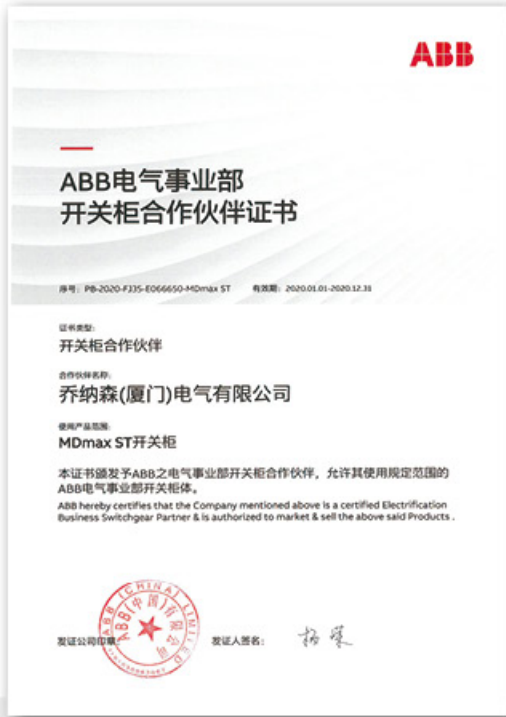 ABB
ABB电气事业部
开关柜合作伙伴证书
序号：PB-2020-FJ35-E066650-MDmax ST 有效期：2020.01.01-2020.12.31
证书类型：
开关柜合作伙伴
合作伙伴名称：
乔纳森(厦门)电气有限公司
使用产品范围：
MDmax ST开关柜
本证书颁发予ABB之电气事业部开关柜合作伙伴，允许其使用规定范围的
ABB电气事业部开关柜体。
ABB hereby certifies that the Company mentioned above is a certified Electrification
Business Switchgear Partner & is authorized to market & sell the above said Products .
ABB (CHINA) LIMITED
ABB(中国)有限公司
发证公司印章：
发证人签名：